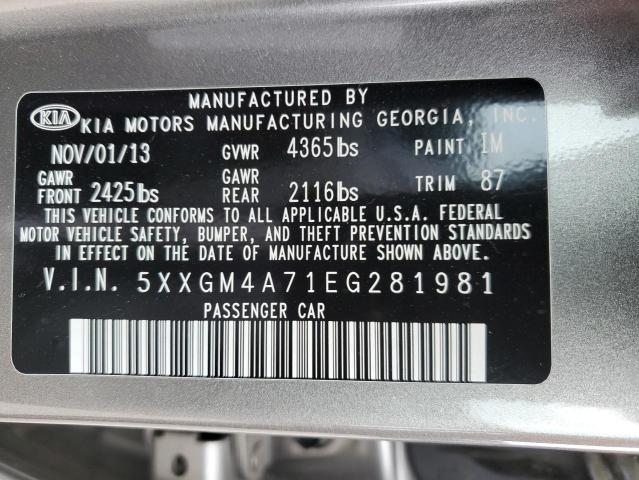 MANUFACTURED BY
KIA KIA MOTORS MANUFACTURING GEORGIA, INC.
NOV/01/13 GVWR 4365lbs PAINT IM
GAWR FRONT 2425lbs GAWR REAR 2116lbs TRIM 87
THIS VEHICLE CONFORMS TO ALL APPLICABLE U.S.A. FEDERAL
MOTOR VEHICLE SAFETY, BUMPER, AND THEFT PREVENTION STANDARDS
IN EFFECT ON THE DATE OF MANUFACTURE SHOWN ABOVE.
V.I.N. 5XXGM4A71EG281981
PASSENGER CAR